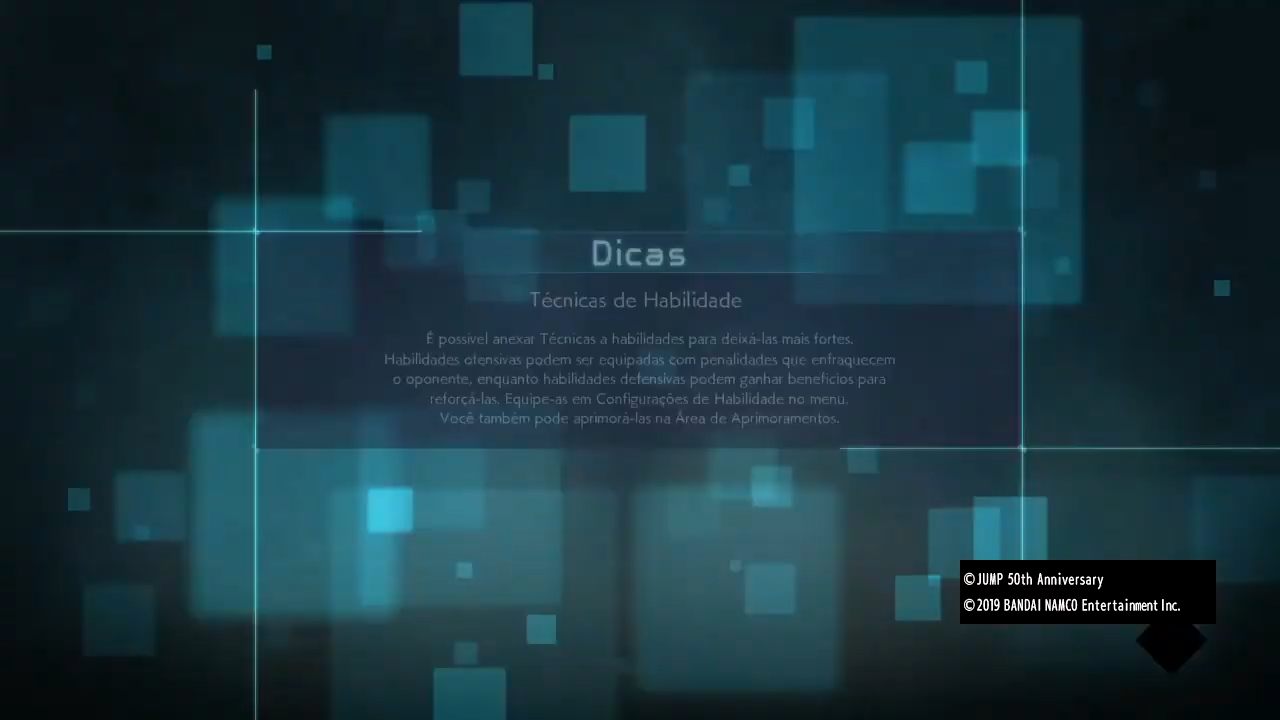 Dicas
Técnicas de Habilidade
É possível anexar Técnicas a habilidades para deixá-las mais fortes.
Habilidades ofensivas podem ser equipadas com penalidades que enfraquecem
o oponente, enquanto habilidades defensivas podem ganhar benefícios para
reforçá-las. Equipe-as em Configurações de Habilidade no menu.
Você também pode aprimorá-las na Área de Aprimoramentos.
©JUMP 50th Anniversary
©2019 BANDAI NAMCO Entertainment Inc.